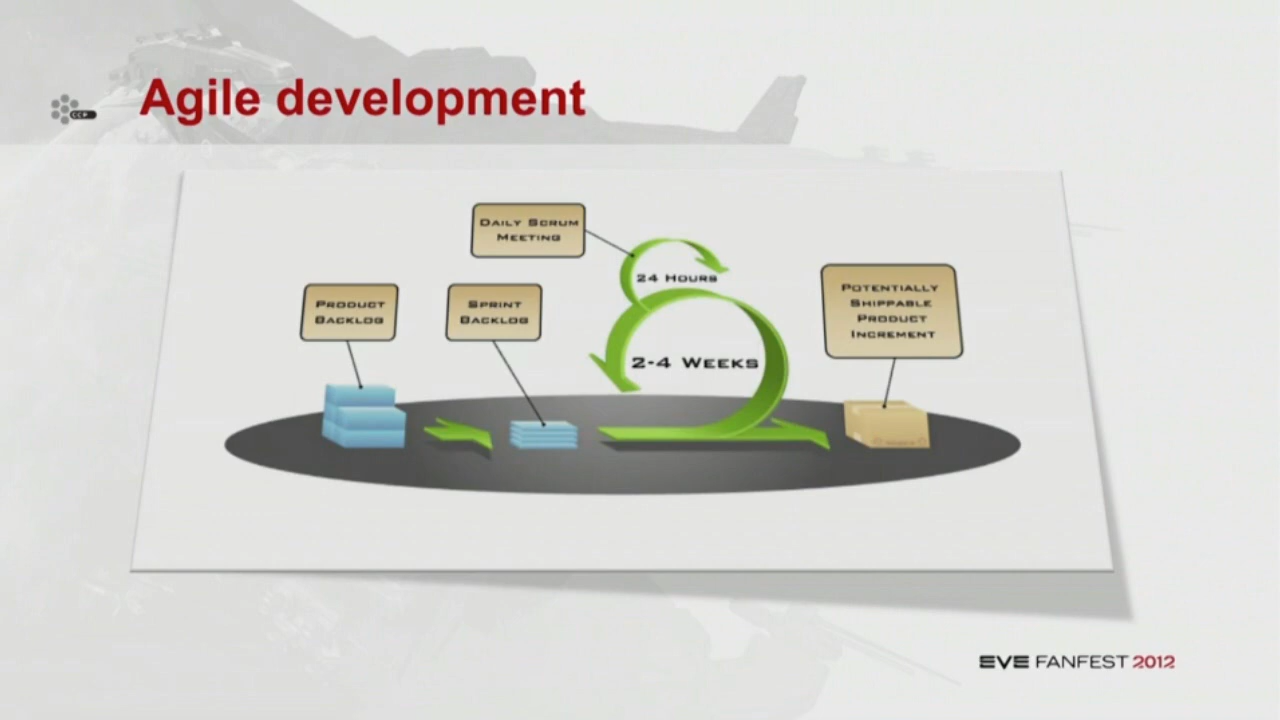 Agile development
CCP
DAILY SCRUM
MEETING
24 HOURS
PRODUCT
BACKLOG
SPRINT
BACKLOG
POTENTIALLY
SHIPPABLE
PRODUCT
INCREMENT
2-4 WEEKS
EVE FANFEST 2012